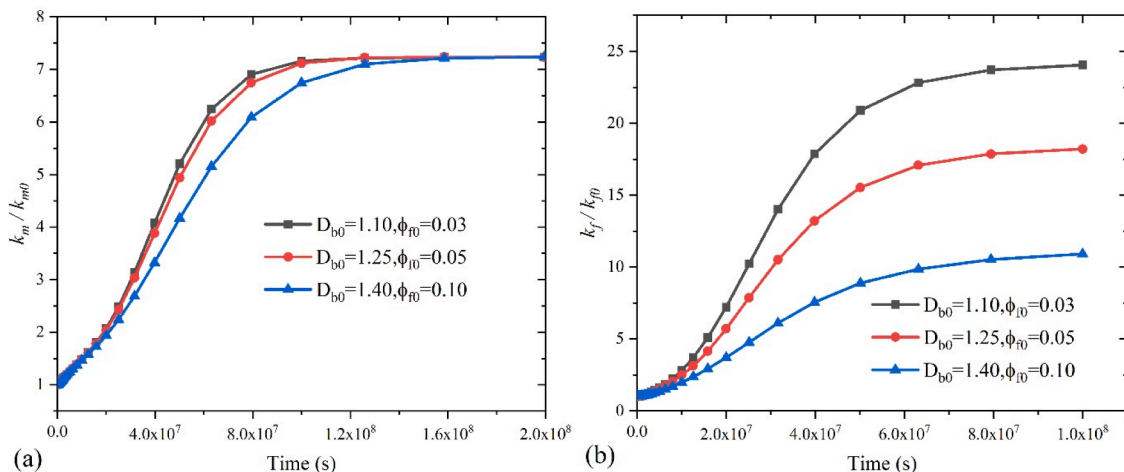 8
7
6
5
4
3
2
1
k_m / k_m0
D_b0=1.10,ϕ_f0=0.03
D_b0=1.25,ϕ_f0=0.05
D_b0=1.40,ϕ_f0=0.10
0.0 4.0x10^7 8.0x10^7 1.2x10^8 1.6x10^8 2.0x10^8
Time (s)
(a)
25
20
15
10
5
0
k_f / k_f0
D_b0=1.10,ϕ_f0=0.03
D_b0=1.25,ϕ_f0=0.05
D_b0=1.40,ϕ_f0=0.10
0.0 2.0x10^7 4.0x10^7 6.0x10^7 8.0x10^7 1.0x10^8
Time (s)
(b)